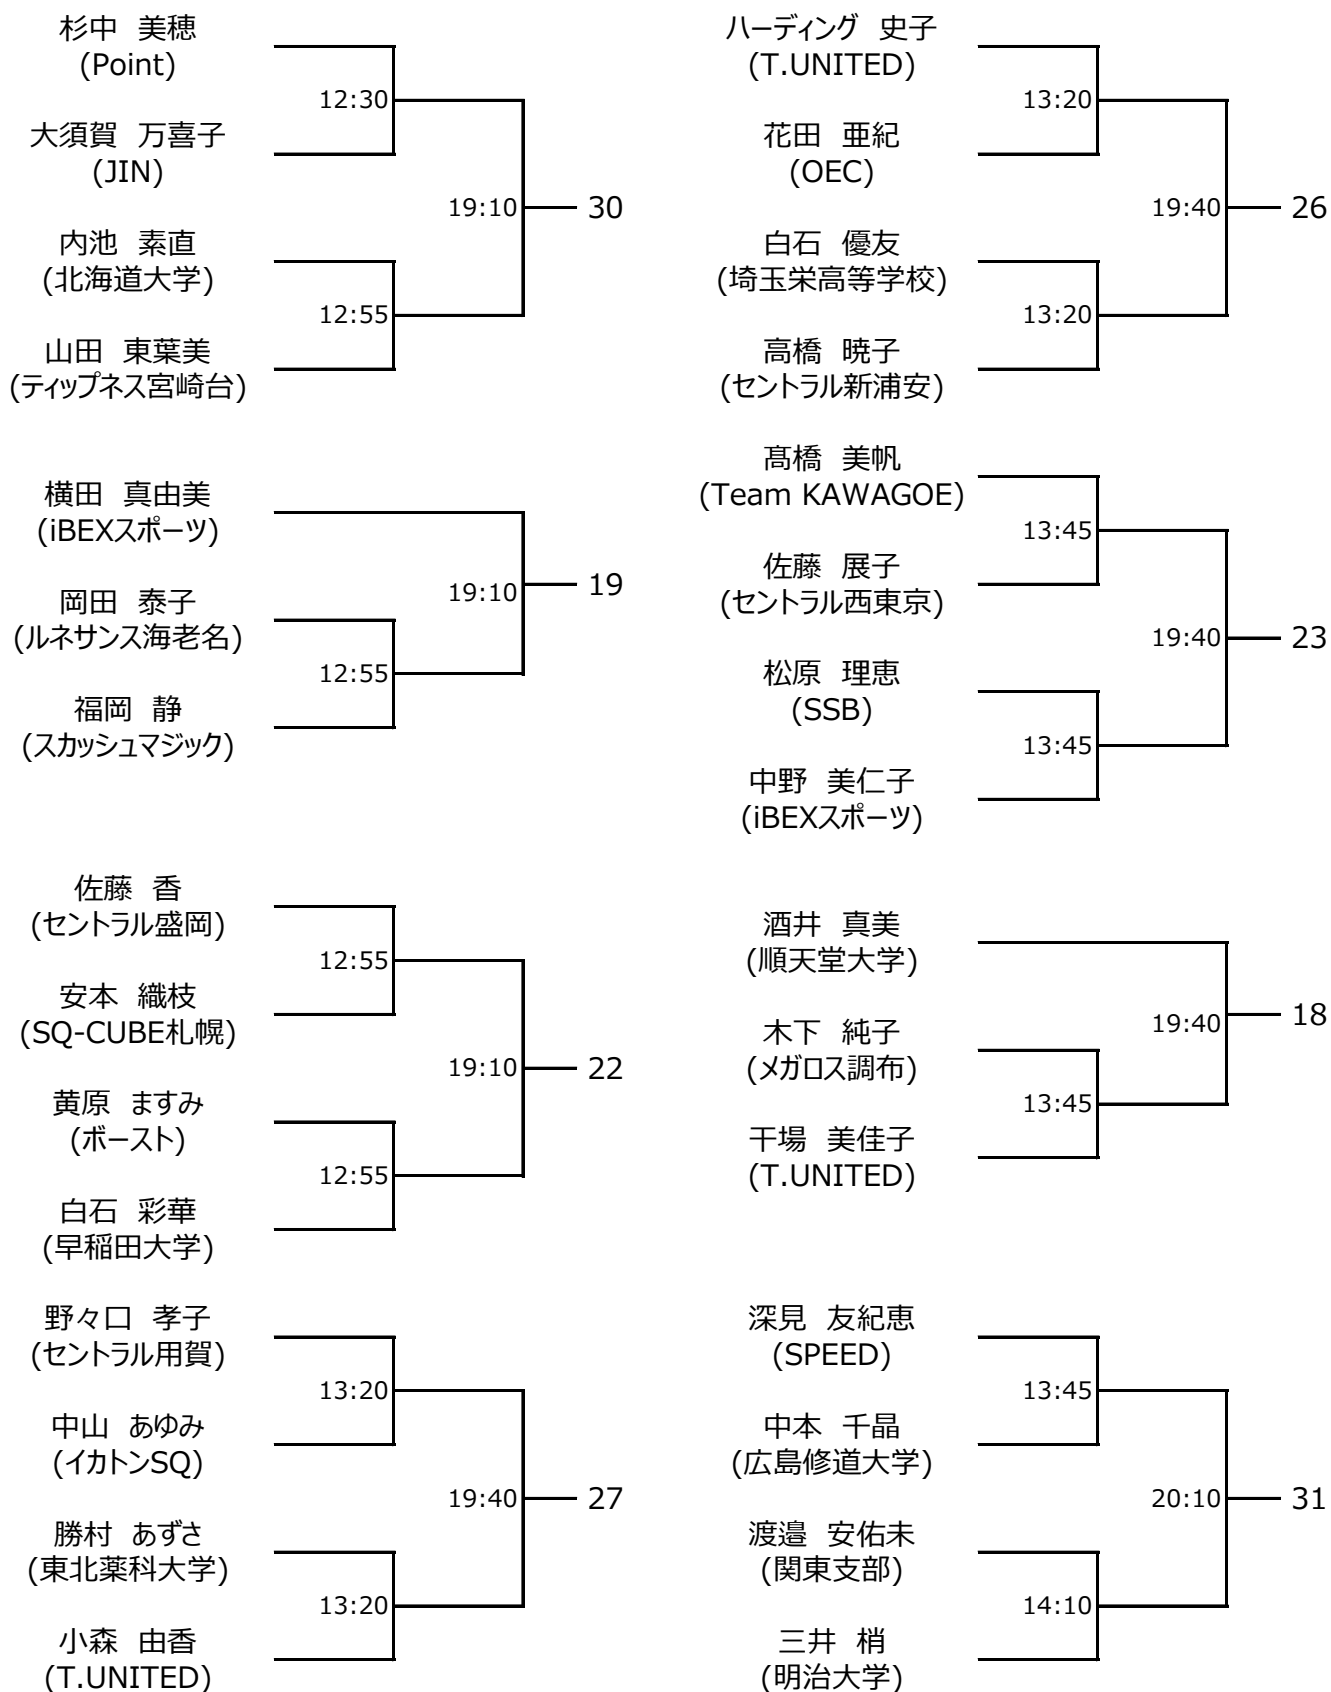 杉中 美穂
(Point)
12:30
大須賀 万喜子
(JIN)
19:10
30
内池 素直
(北海道大学)
12:55
山田 東葉美
(ティップネス宮崎台)
横田 真由美
(iBEXスポーツ)
19:10
19
岡田 泰子
(ルネサンス海老名)
12:55
福岡 静
(スカッシュマジック)
佐藤 香
(セントラル盛岡)
12:55
安本 織枝
(SQ-CUBE札幌)
19:10
22
黄原 ますみ
(ボースト)
12:55
白石 彩華
(早稲田大学)
野々口 孝子
(セントラル用賀)
13:20
中山 あゆみ
(イカトンSQ)
19:40
27
勝村 あずさ
(東北薬科大学)
13:20
小森 由香
(T.UNITED)
ハーディング 史子
(T.UNITED)
13:20
花田 亜紀
(OEC)
19:40
26
白石 優友
(埼玉栄高等学校)
13:20
高橋 暁子
(セントラル新浦安)
髙橋 美帆
(Team KAWAGOE)
13:45
佐藤 展子
(セントラル西東京)
19:40
23
松原 理恵
(SSB)
13:45
中野 美仁子
(iBEXスポーツ)
酒井 真美
(順天堂大学)
19:40
18
木下 純子
(メガロス調布)
13:45
干場 美佳子
(T.UNITED)
深見 友紀恵
(SPEED)
13:45
中本 千晶
(広島修道大学)
20:10
31
渡邉 安佑未
(関東支部)
14:10
三井 梢
(明治大学)